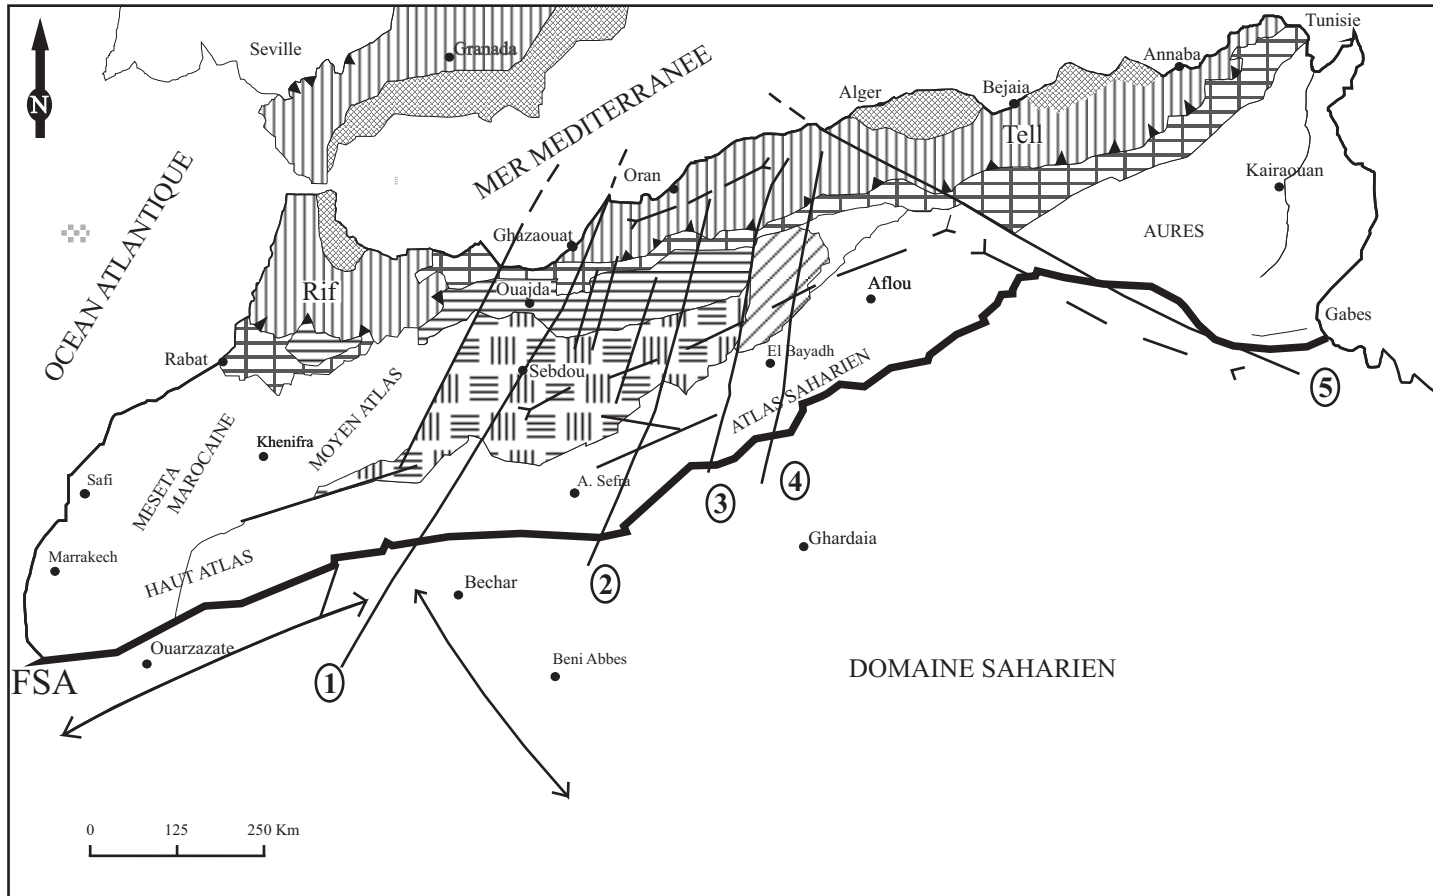 Tunisie
Seville
Granada
Annaba
N
MER MEDITERRANEE
Alger
Bejaia
Tell
OCEAN ATLANTIQUE
Oran
Kairaouan
Ghazaouat
AURES
Rif
Ouajda
Aflou
Gabes
Rabat
Sebdou
El Bayadh
5
MOYEN ATLAS
ATLAS SAHARIEN
Khenifra
MESETA
MAROCAINE
Safi
A. Sefra
3
4
Marrakech
HAUT ATLAS
Ghardaia
Bechar
2
Ouarzazate
Beni Abbes
DOMAINE SAHARIEN
FSA
1
0 125 250 Km